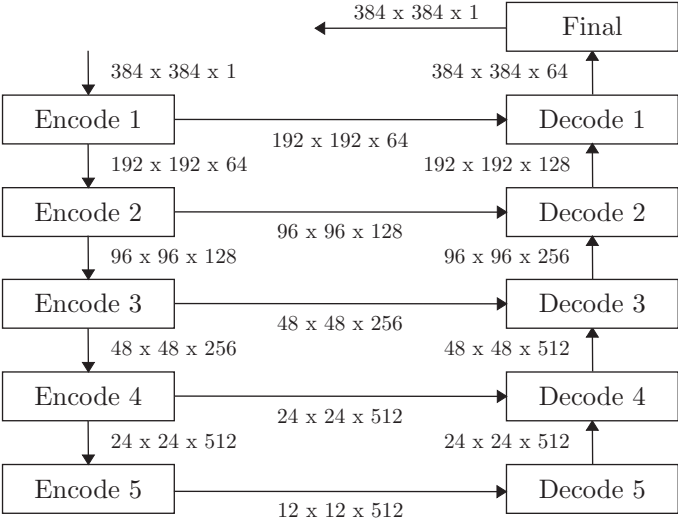 384 x 384 x 1
Final
384 x 384 x 1
384 x 384 x 64
Encode 1
Decode 1
192 x 192 x 64
192 x 192 x 64
192 x 192 x 128
Encode 2
Decode 2
96 x 96 x 128
96 x 96 x 128
96 x 96 x 256
Encode 3
Decode 3
48 x 48 x 256
48 x 48 x 256
48 x 48 x 512
Encode 4
Decode 4
24 x 24 x 512
24 x 24 x 512
24 x 24 x 512
Encode 5
Decode 5
12 x 12 x 512